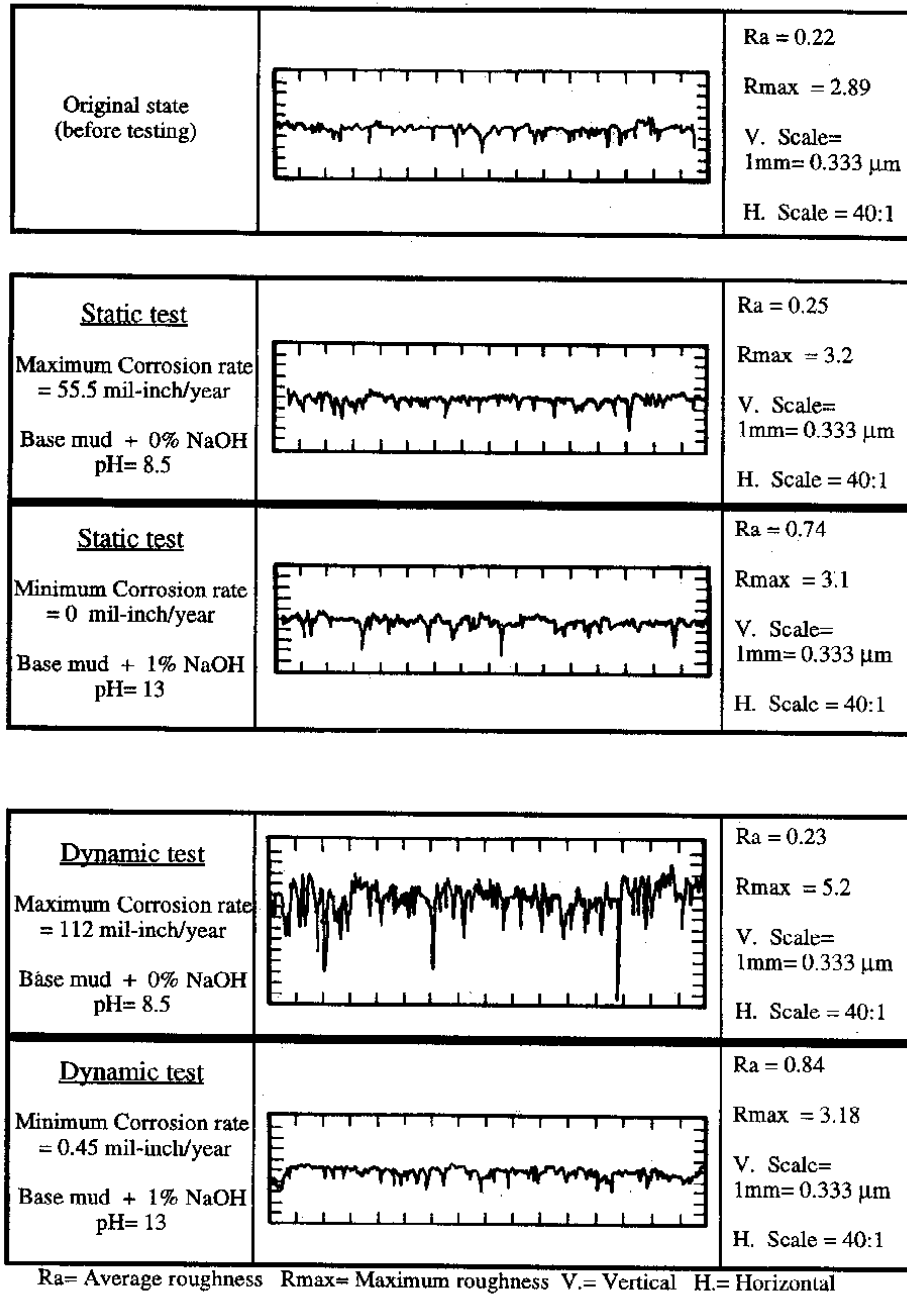 Original state
(before testing)
Ra = 0.22
Rmax = 2.89
V. Scale=
1mm= 0.333 µm
H. Scale = 40:1
Static test
Maximum Corrosion rate
= 55.5 mil-inch/year
Base mud + 0% NaOH
pH= 8.5
Ra = 0.25
Rmax = 3.2
V. Scale=
1mm= 0.333 µm
H. Scale = 40:1
Static test
Minimum Corrosion rate
= 0 mil-inch/year
Base mud + 1% NaOH
pH= 13
Ra = 0.74
Rmax = 3.1
V. Scale=
1mm= 0.333 µm
H. Scale = 40:1
Dynamic test
Maximum Corrosion rate
= 112 mil-inch/year
Base mud + 0% NaOH
pH= 8.5
Ra = 0.23
Rmax = 5.2
V. Scale=
1mm= 0.333 µm
H. Scale = 40:1
Dynamic test
Minimum Corrosion rate
= 0.45 mil-inch/year
Base mud + 1% NaOH
pH= 13
Ra = 0.84
Rmax = 3.18
V. Scale=
1mm= 0.333 µm
H. Scale = 40:1
Ra= Average roughness Rmax= Maximum roughness V.= Vertical H.= Horizontal